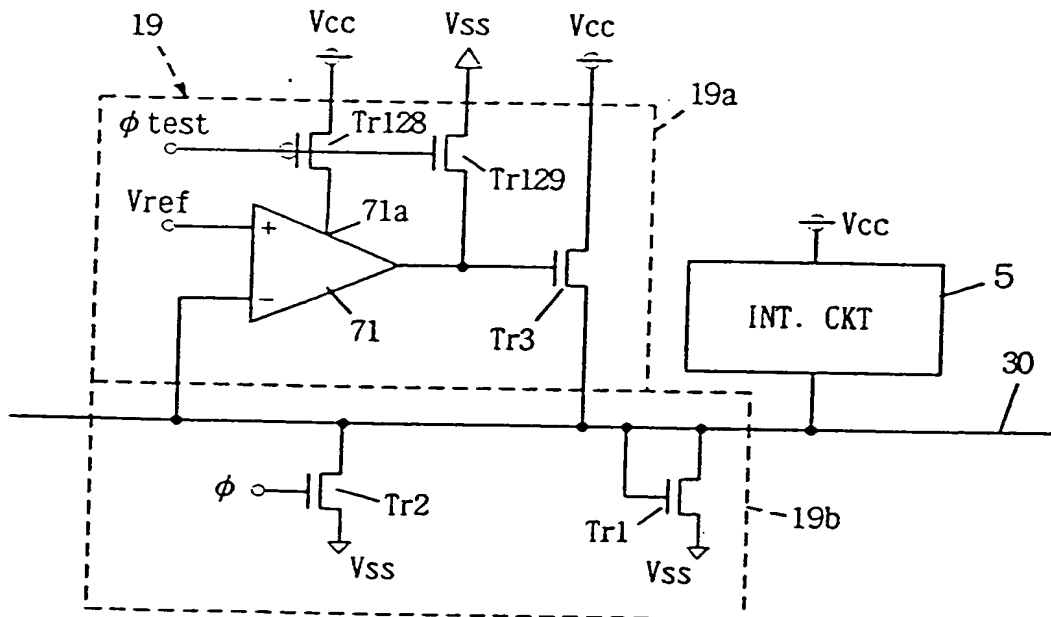 19
Vcc
Vss
Vcc
19a
φ test
Tr128
Tr129
Vref
+
71a
−
71
Tr3
Vcc
5
INT. CKT
30
φ
Tr2
Vss
Tr1
Vss
19b